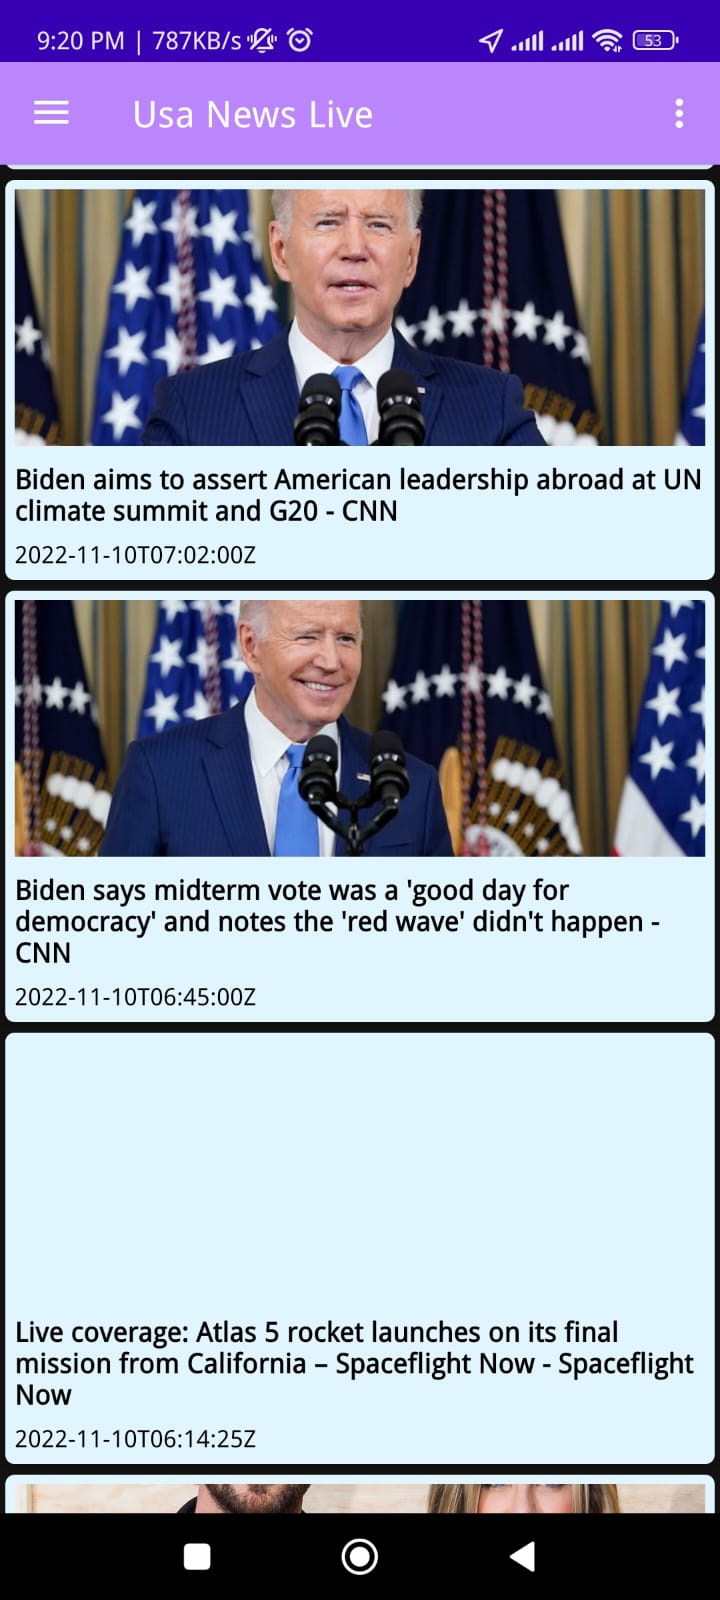 9:20 PM | 787KB/s
53
Usa News Live
Biden aims to assert American leadership abroad at UN
climate summit and G20 - CNN
2022-11-10T07:02:00Z
Biden says midterm vote was a 'good day for
democracy' and notes the 'red wave' didn't happen -
CNN
2022-11-10T06:45:00Z
Live coverage: Atlas 5 rocket launches on its final
mission from California – Spaceflight Now - Spaceflight
Now
2022-11-10T06:14:25Z